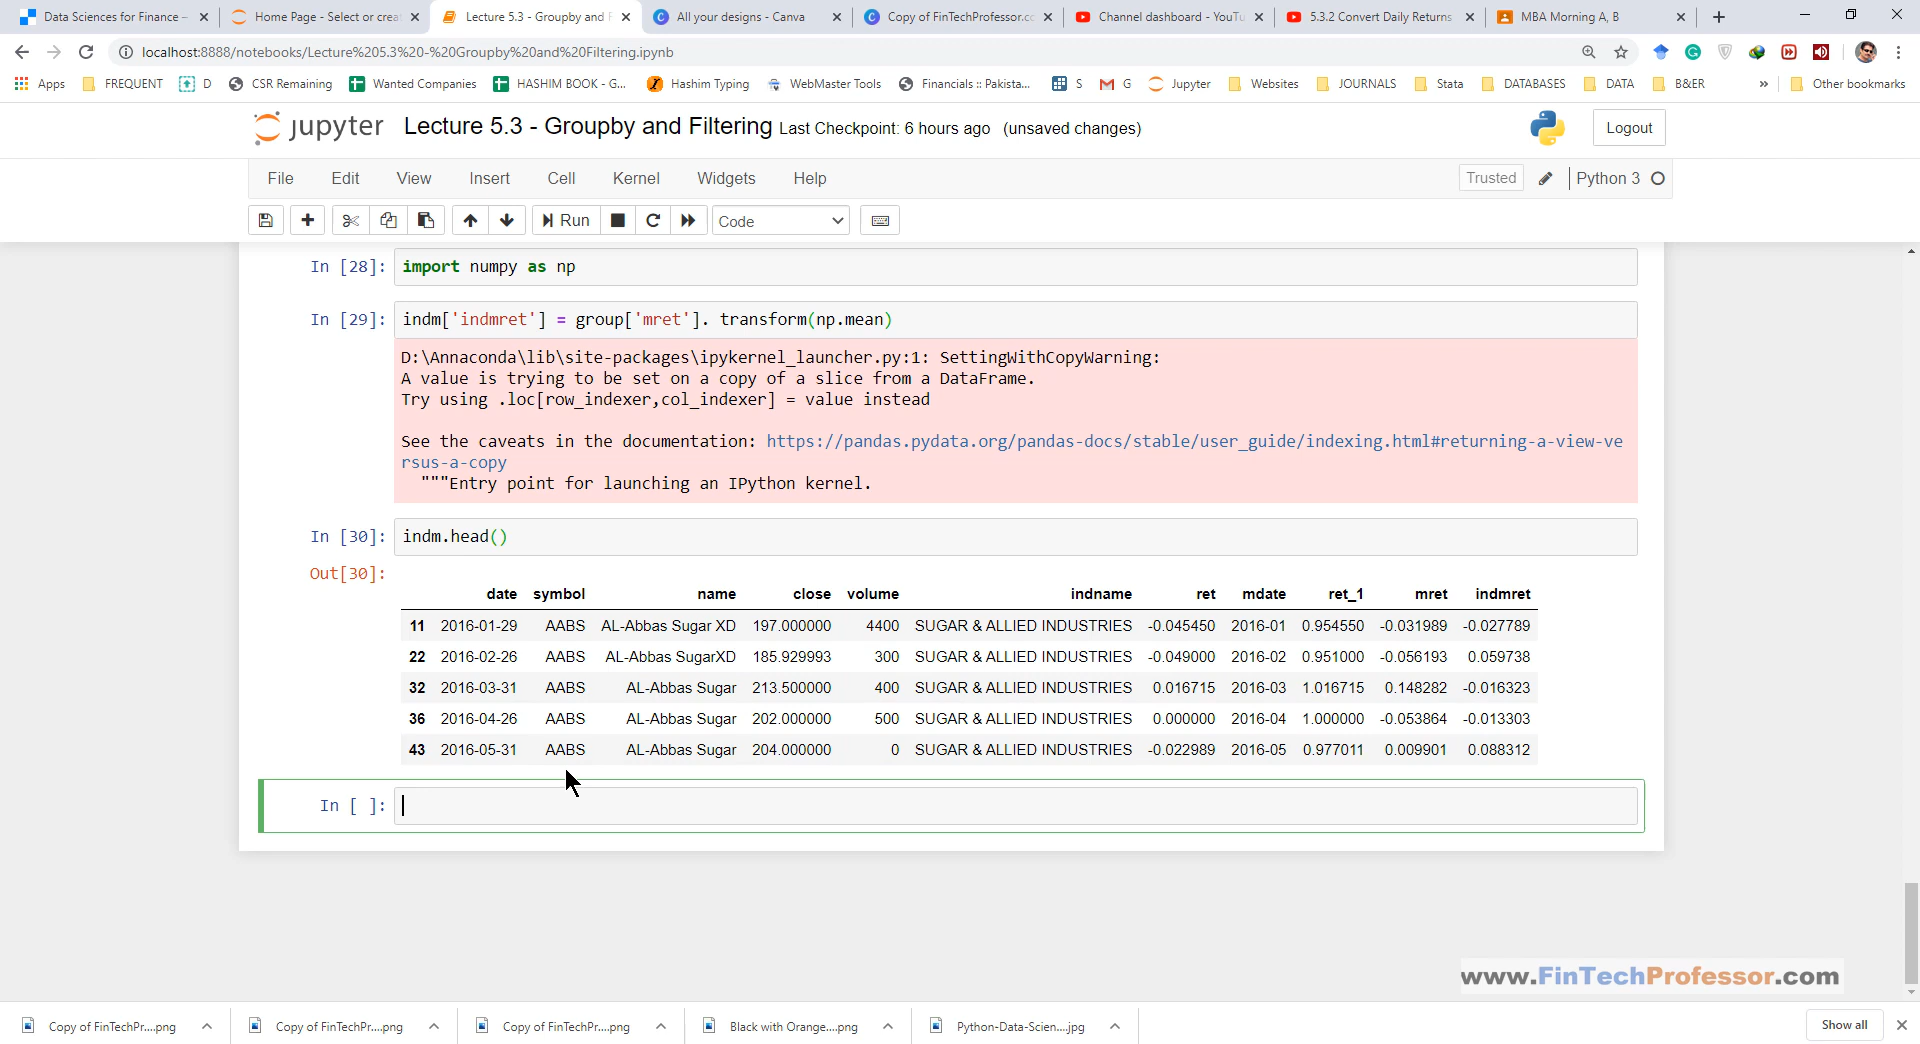 Data Sciences for Finance - Home Page - Select or creat Lecture 5.3 - Groupby and F All your designs - Canva Copy of FinTechProfessor.cc Channel dashboard - YouTu 5.3.2 Convert Daily Returns MBA Morning A, B
localhost:8888/notebooks/Lecture%205.3%20-%20Groupby%20and%20Filtering.ipynb
Apps FREQUENT D CSR Remaining Wanted Companies HASHIM BOOK - G... Hashim Typing WebMaster Tools Financials :: Pakista... S G Jupyter Websites JOURNALS Stata DATABASES DATA B&ER » Other bookmarks
jupyter Lecture 5.3 - Groupby and Filtering Last Checkpoint: 6 hours ago (unsaved changes) Logout
File Edit View Insert Cell Kernel Widgets Help Trusted Python 3
Run Code
In [28]: import numpy as np
In [29]: indm['indmret'] = group['mret']. transform(np.mean)
D:\Annaconda\lib\site-packages\ipykernel_launcher.py:1: SettingWithCopyWarning:
A value is trying to be set on a copy of a slice from a DataFrame.
Try using .loc[row_indexer,col_indexer] = value instead
See the caveats in the documentation: https://pandas.pydata.org/pandas-docs/stable/user_guide/indexing.html#returning-a-view-ve
rsus-a-copy
"""Entry point for launching an IPython kernel.
In [30]: indm.head()
Out[30]:
date symbol name close volume indname ret mdate ret_1 mret indmret
11 2016-01-29 AABS AL-Abbas Sugar XD 197.000000 4400 SUGAR & ALLIED INDUSTRIES -0.045450 2016-01 0.954550 -0.031989 -0.027789
22 2016-02-26 AABS AL-Abbas SugarXD 185.929993 300 SUGAR & ALLIED INDUSTRIES -0.049000 2016-02 0.951000 -0.056193 0.059738
32 2016-03-31 AABS AL-Abbas Sugar 213.500000 400 SUGAR & ALLIED INDUSTRIES 0.016715 2016-03 1.016715 0.148282 -0.016323
36 2016-04-26 AABS AL-Abbas Sugar 202.000000 500 SUGAR & ALLIED INDUSTRIES 0.000000 2016-04 1.000000 -0.053864 -0.013303
43 2016-05-31 AABS AL-Abbas Sugar 204.000000 0 SUGAR & ALLIED INDUSTRIES -0.022989 2016-05 0.977011 0.009901 0.088312
In [ ]:
www.FinTechProfessor.com
Copy of FinTechPr....png Copy of FinTechPr....png Copy of FinTechPr....png Black with Orange....png Python-Data-Scien....jpg Show all